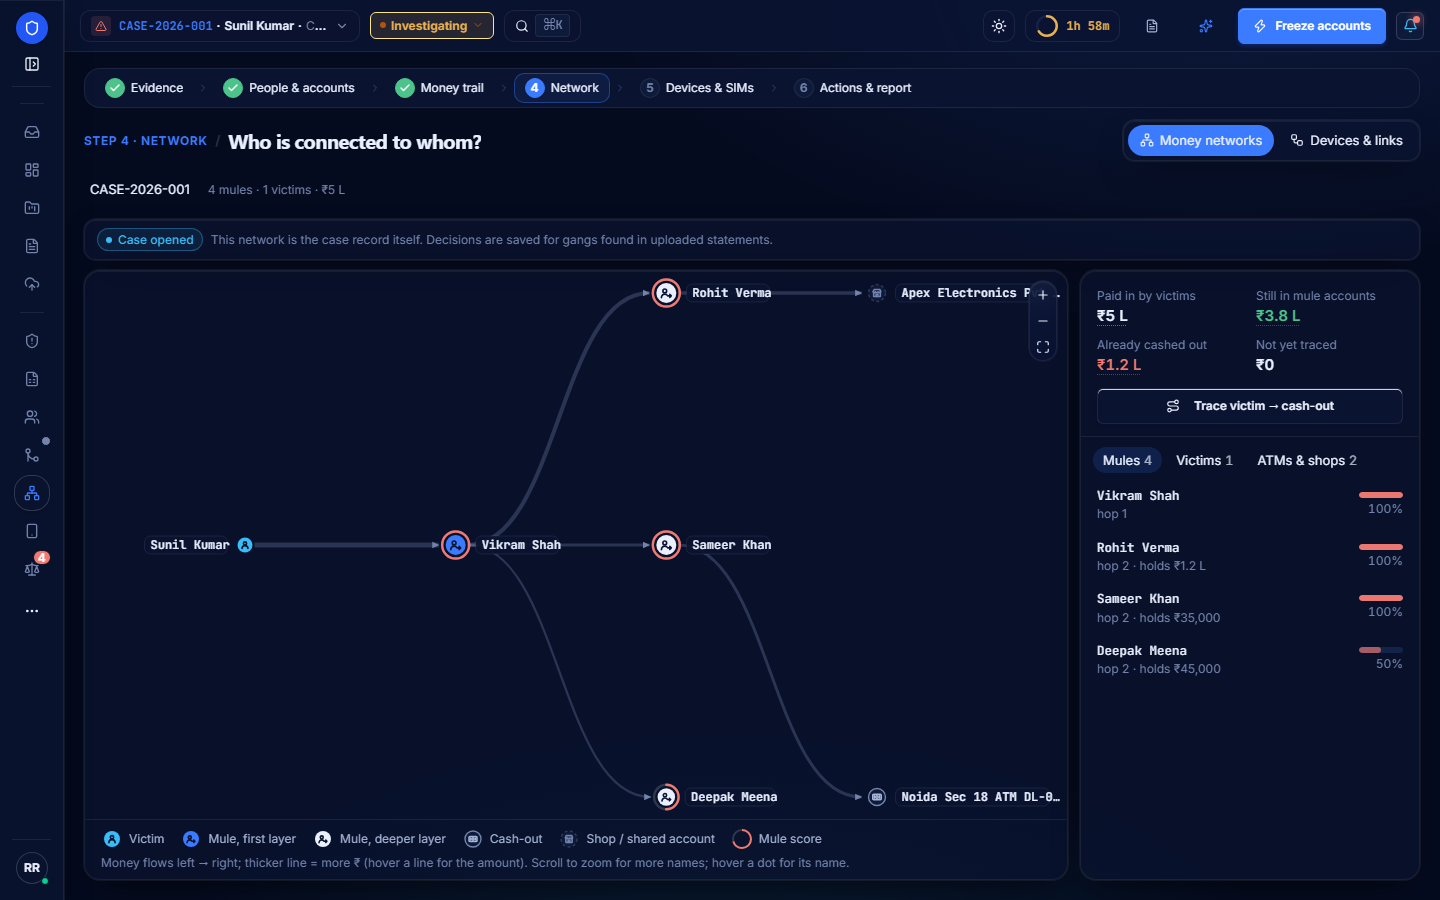 CASE-2026-001 · Sunil Kumar · C...
Investigating
⌘K
1h 58m
Freeze accounts
Evidence
People & accounts
Money trail
4 Network
5 Devices & SIMs
6 Actions & report
STEP 4 · NETWORK / Who is connected to whom?
Money networks
Devices & links
CASE-2026-001 4 mules · 1 victims · ₹5 L
Case opened This network is the case record itself. Decisions are saved for gangs found in uploaded statements.
Rohit Verma
Apex Electronics P...
+
−
Sunil Kumar
Vikram Shah
Sameer Khan
Deepak Meena
Noida Sec 18 ATM DL-0…
Victim
Mule, first layer
Mule, deeper layer
Cash-out
Shop / shared account
Mule score
Money flows left → right; thicker line = more ₹ (hover a line for the amount). Scroll to zoom for more names; hover a dot for its name.
Paid in by victims
₹5 L
Still in mule accounts
₹3.8 L
Already cashed out
₹1.2 L
Not yet traced
₹0
Trace victim → cash-out
Mules 4 Victims 1 ATMs & shops 2
Vikram Shah
hop 1
100%
Rohit Verma
hop 2 · holds ₹1.2 L
100%
Sameer Khan
hop 2 · holds ₹35,000
100%
Deepak Meena
hop 2 · holds ₹45,000
50%
4
RR